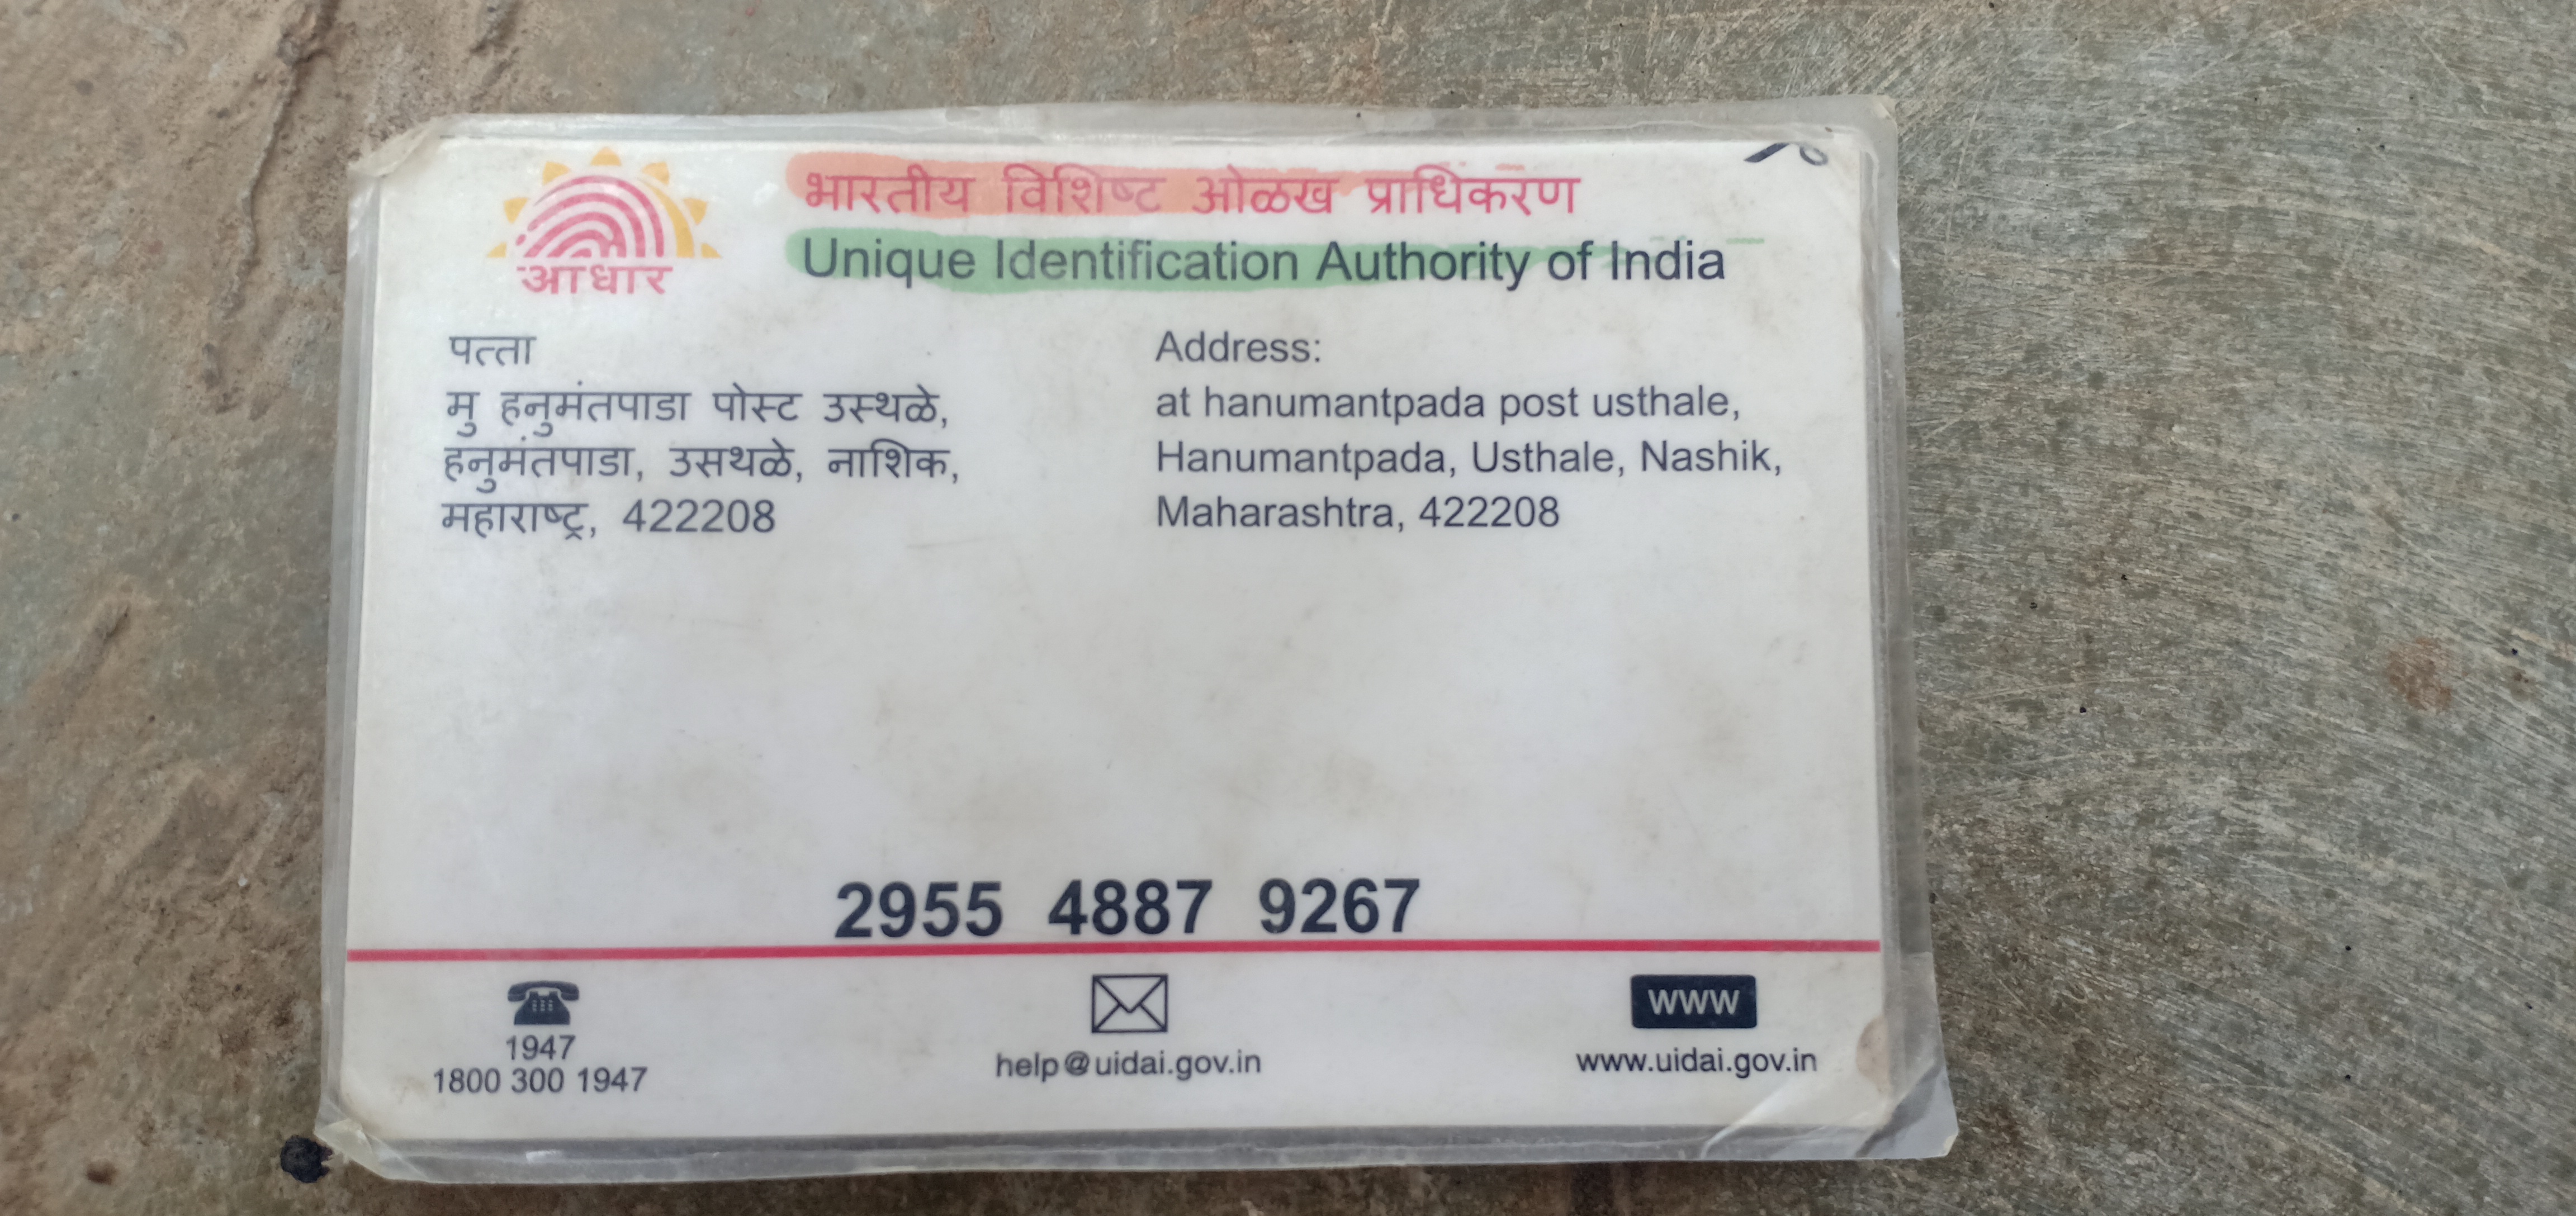 भारतीय विशिष्ट ओळख प्राधिकरण
Unique Identification Authority of India
आधार
पत्ता
मु हनुमंतपाडा पोस्ट उस्थळे,
हनुमंतपाडा, उसथळे, नाशिक,
महाराष्ट्र, 422208
Address:
at hanumantpada post usthale,
Hanumantpada, Usthale, Nashik,
Maharashtra, 422208
2955 4887 9267
1947
1800 300 1947
help@uidai.gov.in
www
www.uidai.gov.in